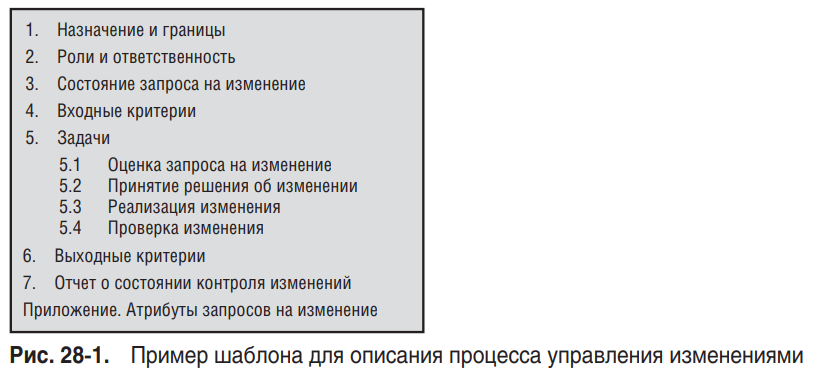 1. Назначение и границы
2. Роли и ответственность
3. Состояние запроса на изменение
4. Входные критерии
5. Задачи
5.1 Оценка запроса на изменение
5.2 Принятие решения об изменении
5.3 Реализация изменения
5.4 Проверка изменения
6. Выходные критерии
7. Отчет о состоянии контроля изменений
Приложение. Атрибуты запросов на изменение
Рис. 28-1. Пример шаблона для описания процесса управления изменениями